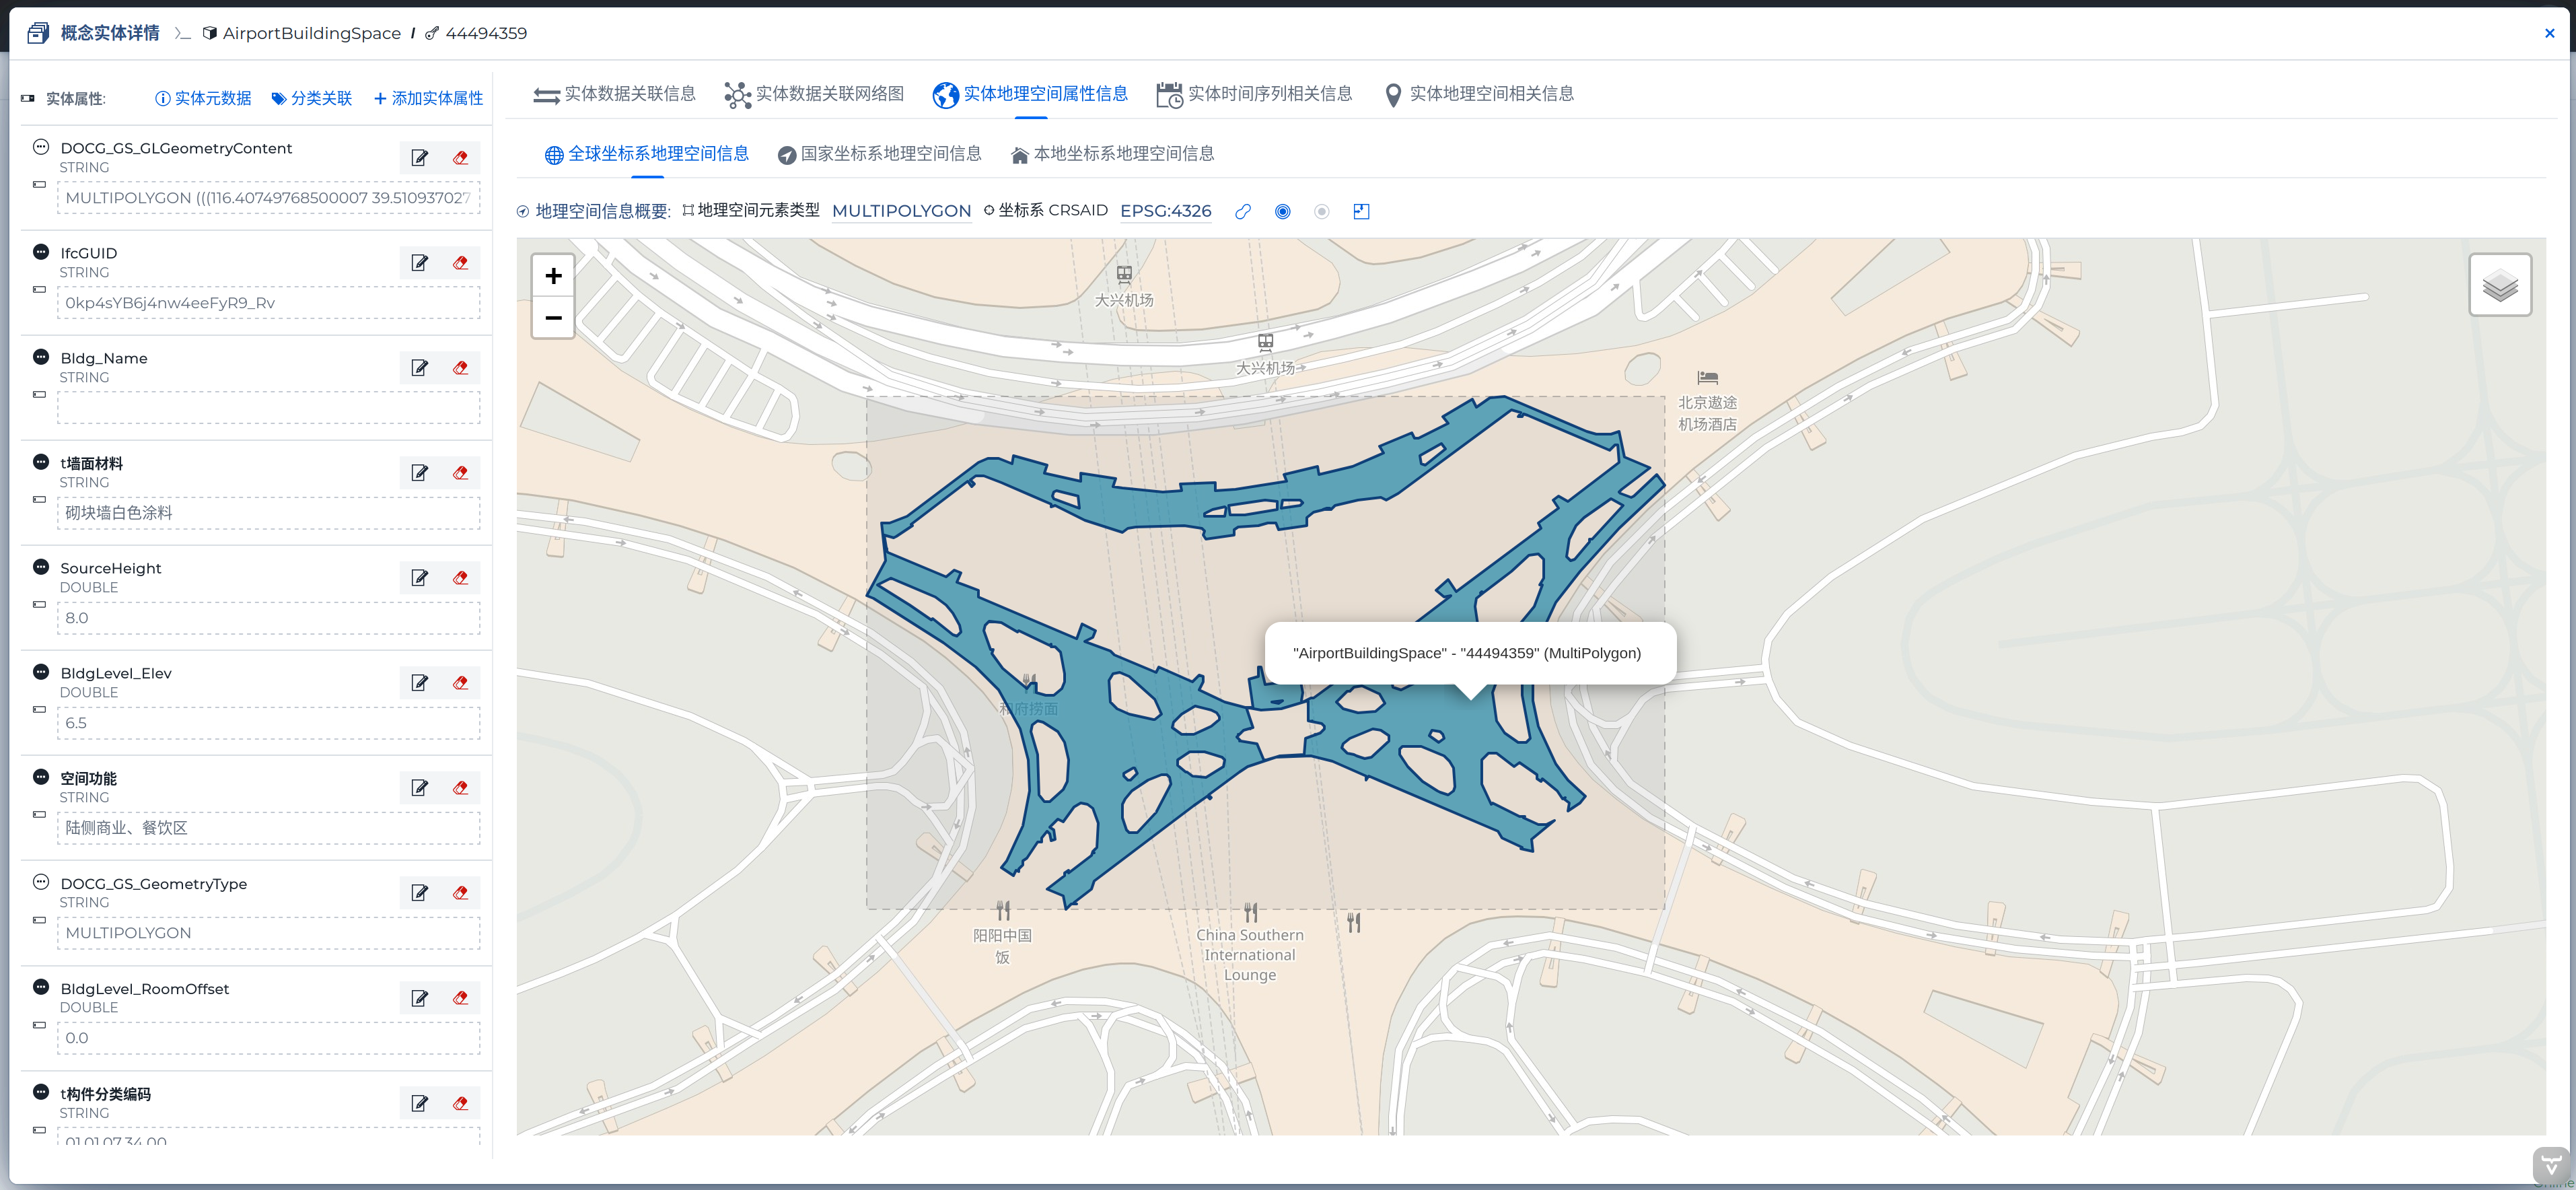 概念实体详情 AirportBuildingSpace / 44494359
实体属性: 实体元数据 分类关联 + 添加实体属性
DOCG_GS_GLGeometryContent
STRING
MULTIPOLYGON (((116.40749768500007 39.510937027
IfcGUID
STRING
0kp4sYB6j4nw4eeFyR9_Rv
Bldg_Name
STRING
t墙面材料
STRING
砌块墙白色涂料
SourceHeight
DOUBLE
8.0
BldgLevel_Elev
DOUBLE
6.5
空间功能
STRING
陆侧商业、餐饮区
DOCG_GS_GeometryType
STRING
MULTIPOLYGON
BldgLevel_RoomOffset
DOUBLE
0.0
t构件分类编码
STRING
01.01.07.34.00
实体数据关联信息 实体数据关联网络图 实体地理空间属性信息 实体时间序列相关信息 实体地理空间相关信息
全球坐标系地理空间信息 国家坐标系地理空间信息 本地坐标系地理空间信息
地理空间信息概要: 地理空间元素类型 MULTIPOLYGON 坐标系 CRSAID EPSG:4326
+
−
大兴机场
大兴机场
北京遨途
机场酒店
"AirportBuildingSpace" - "44494359" (MultiPolygon)
和府捞面
阳阳中国
饭
China Southern
International
Lounge